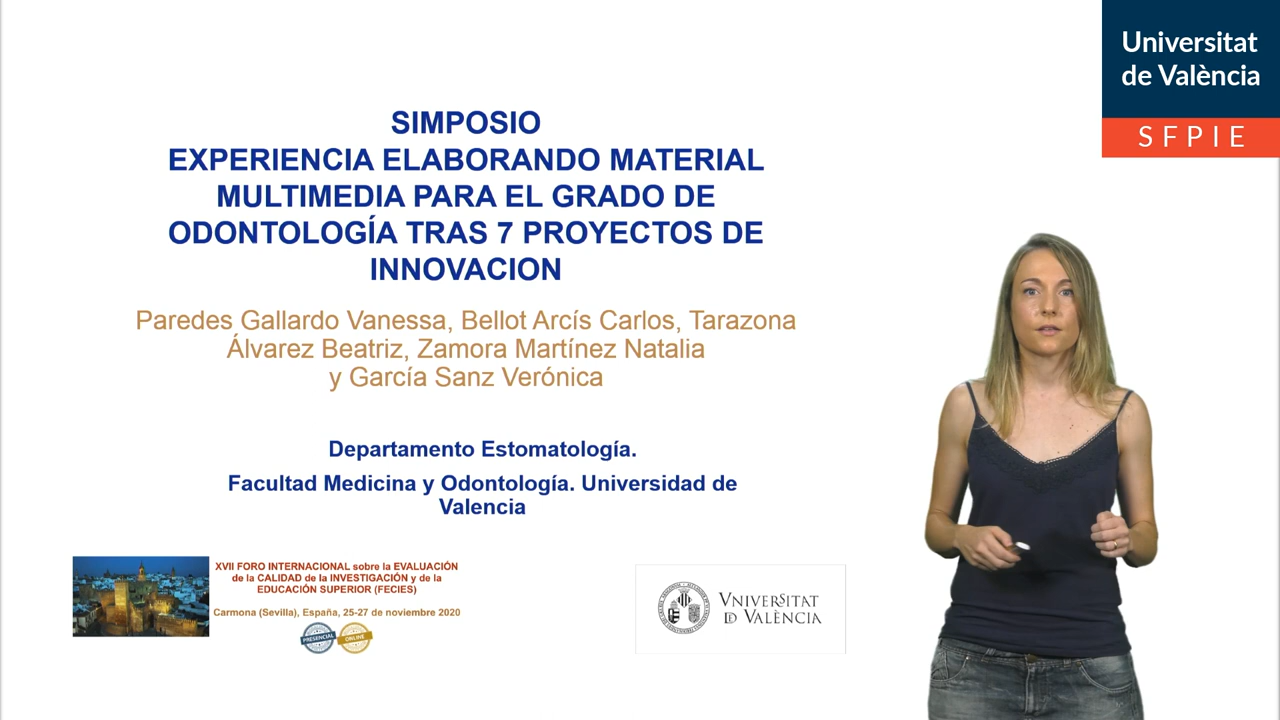 Universitat
de València
SFPIE
SIMPOSIO
EXPERIENCIA ELABORANDO MATERIAL
MULTIMEDIA PARA EL GRADO DE
ODONTOLOGÍA TRAS 7 PROYECTOS DE
INNOVACION
Paredes Gallardo Vanessa, Bellot Arcís Carlos, Tarazona
Álvarez Beatriz, Zamora Martínez Natalia
y García Sanz Verónica
Departamento Estomatología.
Facultad Medicina y Odontología. Universidad de
Valencia
XVII FORO INTERNACIONAL sobre la EVALUACIÓN
de la CALIDAD de la INVESTIGACIÓN y de la
EDUCACIÓN SUPERIOR (FECIES)
Carmona (Sevilla), España, 25-27 de noviembre 2020
PRESENCIAL
ONLINE
VNIVERSITAT
DE VALÈNCIA